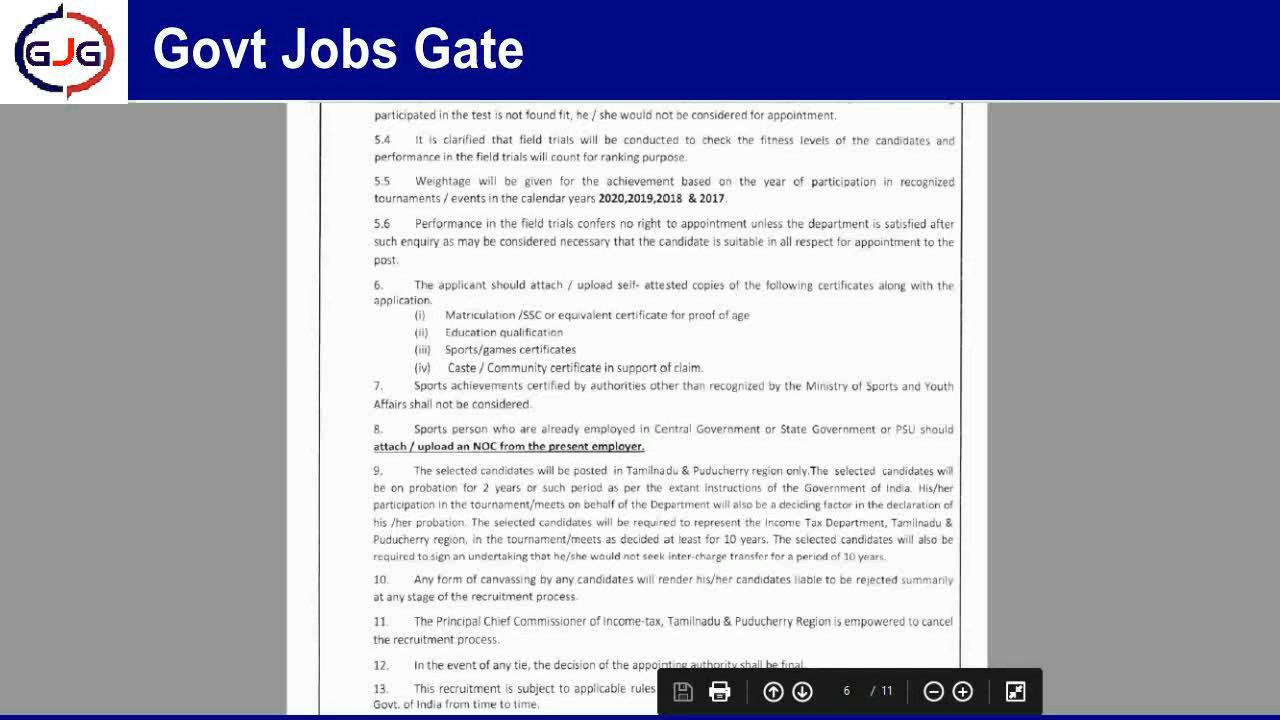 GJG
Govt Jobs Gate
participated in the test is not found fit, he / she would not be considered for appointment.
5.4 It is clarified that field trials will be conducted to check the fitness levels of the candidates and
performance in the field trials will count for ranking purpose.
5.5 Weightage will be given for the achievement based on the year of participation in recognized
tournaments / events in the calendar years 2020,2019,2018 & 2017.
5.6 Performance in the field trials confers no right to appointment unless the department is satisfied after
such enquiry as may be considered necessary that the candidate is suitable in all respect for appointment to the
post.
6. The applicant should attach / upload self- attested copies of the following certificates along with the
application.
(i) Matriculation /SSC or equivalent certificate for proof of age
(ii) Education qualification
(iii) Sports/games certificates
(iv) Caste / Community certificate in support of claim.
7. Sports achievements certified by authorities other than recognized by the Ministry of Sports and Youth
Affairs shall not be considered.
8. Sports person who are already employed in Central Government or State Government or PSU should
attach / upload an NOC from the present employer.
9. The selected candidates will be posted in Tamilnadu & Puducherry region only.The selected candidates will
be on probation for 2 years or such period as per the extant instructions of the Government of India. His/her
participation in the tournament/meets on behalf of the Department will also be a deciding factor in the declaration of
his /her probation. The selected candidates will be required to represent the Income Tax Department, Tamilnadu &
Puducherry region, in the tournament/meets as decided at least for 10 years. The selected candidates will also be
required to sign an undertaking that he/she would not seek inter-charge transfer for a period of 10 years.
10. Any form of canvassing by any candidates will render his/her candidates liable to be rejected summarily
at any stage of the recruitment process.
11. The Principal Chief Commissioner of Income-tax, Tamilnadu & Puducherry Region is empowered to cancel
the recruitment process.
12. In the event of any tie, the decision of the appointing authority shall be final.
13. This recruitment is subject to applicable rules
Govt. of India from time to time.
6 / 11